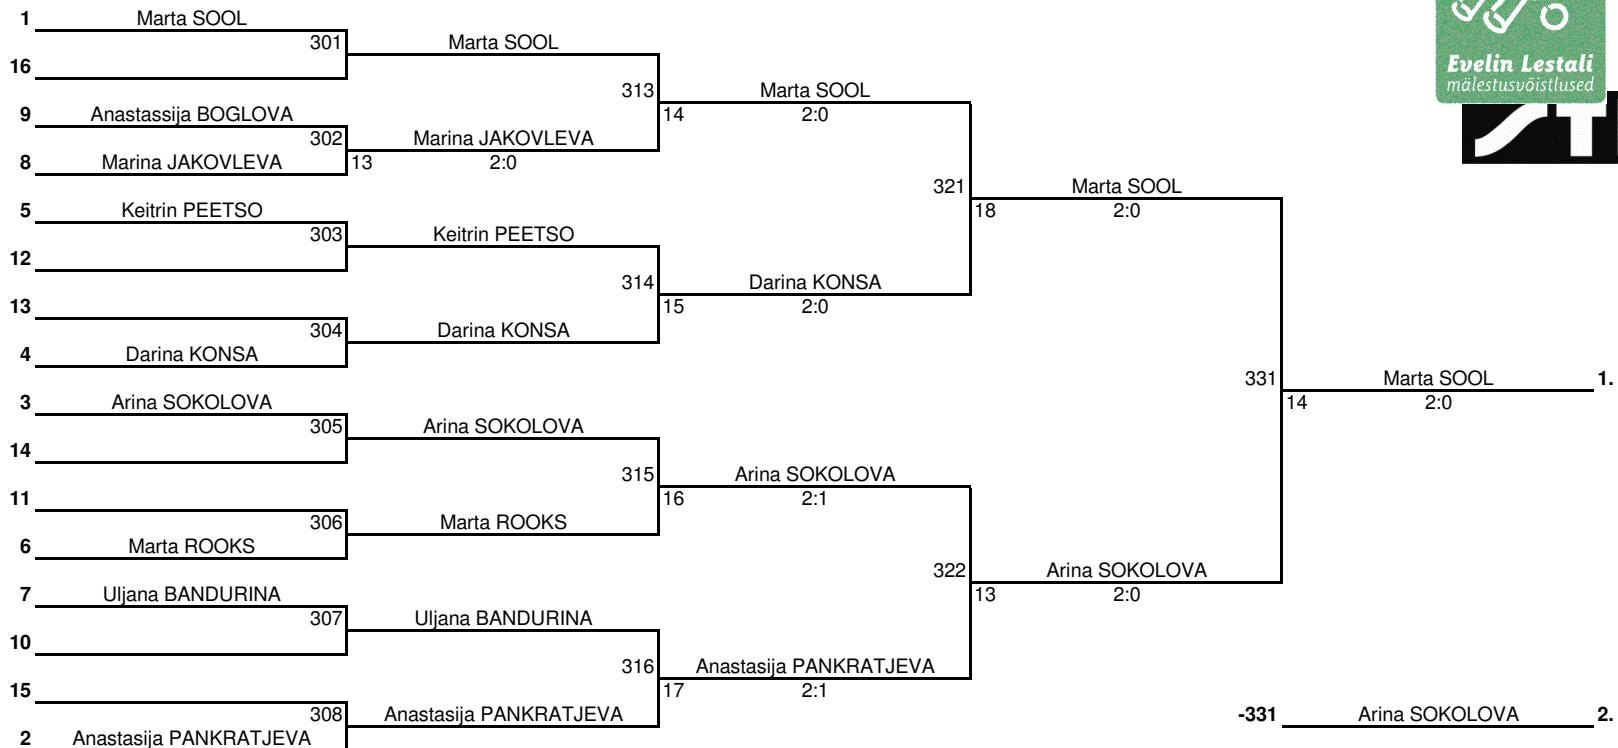 1 Marta SOOL
301 Marta SOOL
16
313 Marta SOOL
9 Anastassija BOGLOVA
14 2:0
302 Marina JAKOVLEVA
8 Marina JAKOVLEVA 13 2:0
321 Marta SOOL
5 Keitrin PEETSO
18 2:0
303 Keitrin PEETSO
12
314 Darina KONSA
13
15 2:0
304 Darina KONSA
4 Darina KONSA
331 Marta SOOL 1.
3 Arina SOKOLOVA
14 2:0
305 Arina SOKOLOVA
14
315 Arina SOKOLOVA
11
16 2:1
306 Marta ROOKS
6 Marta ROOKS
322 Arina SOKOLOVA
7 Uljana BANDURINA
13 2:0
307 Uljana BANDURINA
10
316 Anastasija PANKRATJEVA
15
17 2:1
308 Anastasija PANKRATJEVA
-331 Arina SOKOLOVA 2.
2 Anastasija PANKRATJEVA
Evelin Lestali
mälestusvõistlused